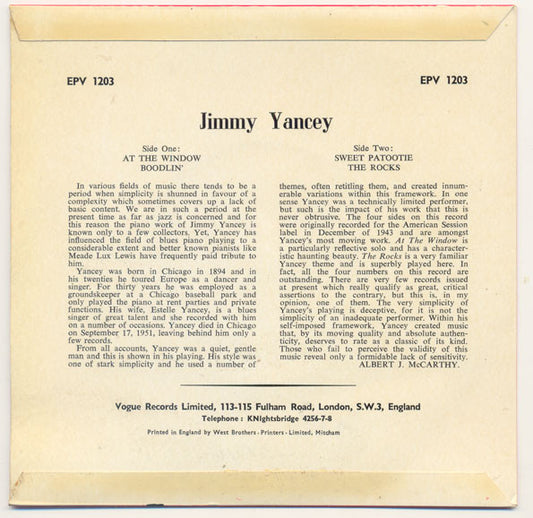 EPV 1203
EPV 1203
Jimmy Yancey
Side One:
AT THE WINDOW
BOODLIN'
In various fields of music there tends to be a
period when simplicity is shunned in favour of a
complexity which sometimes covers up a lack of
basic content. We are in such a period at the
present time as far as jazz is concerned and for
this reason the piano work of Jimmy Yancey is
known only to a few collectors. Yet, Yancey has
influenced the field of blues piano playing to a
considerable extent and better known pianists like
Meade Lux Lewis have frequently paid tribute to
him.
Yancey was born in Chicago in 1894 and in
his twenties he toured Europe as a dancer and
singer. For thirty years he was employed as a
groundskeeper at a Chicago baseball park and
only played the piano at rent parties and private
functions. His wife, Estelle Yancey, is a blues
singer of great talent and she recorded with him
on a number of occasions. Yancey died in Chicago
on September 17, 1951, leaving behind him only a
few records.
From all accounts, Yancey was a quiet, gentle
man and this is shown in his playing. His style was
one of stark simplicity and he used a number of
Side Two:
SWEET PATOOTIE
THE ROCKS
themes, often retitling them, and created innum-
erable variations within this framework. In one
sense Yancey was a technically limited performer,
but such is the impact of his work that this is
never obtrusive. The four sides on this record
were originally recorded for the American Session
label in December of 1943 and are amongst
Yancey's most moving work. At The Window is
a particularly reflective solo and has a character-
istic haunting beauty. The Rocks is a very familiar
Yancey theme and is superbly played here. In
fact, all the four numbers on this record are
outstanding. There are very few records issued
at present which really qualify as great, critical
assertions to the contrary, but this is, in my
opinion, one of them. The very simplicity of
Yancey's playing is deceptive, for it is not the
simplicity of an inadequate performer. Within his
self-imposed framework, Yancey created music
that, by its moving quality and absolute authen-
ticity, deserves to rate as a classic of its kind.
Those who fail to perceive the validity of this
music reveal only a formidable lack of sensitivity.
ALBERT J. McCARTHY.
Vogue Records Limited, 113-115 Fulham Road, London, S.W.3, England
Telephone: KNightsbridge 4256-7-8
Printed in England by West Brothers · Printers · Limited, Mitcham